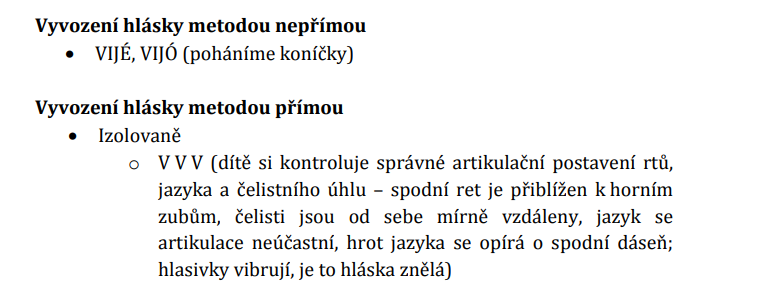 Vyvození hlásky metodou nepřímou
• VIJÉ, VIJÓ (poháníme koníčky)
Vyvození hlásky metodou přímou
• Izolovaně
o V V V (dítě si kontroluje správné artikulační postavení rtů,
jazyka a čelistního úhlu – spodní ret je přiblížen k horním
zubům, čelisti jsou od sebe mírně vzdáleny, jazyk se
artikulace neúčastní, hrot jazyka se opírá o spodní dáseň;
hlasivky vibrují, je to hláska znělá)